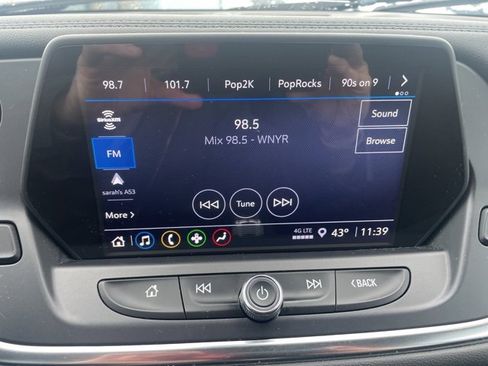 98.7 101.7 Pop2K PopRocks 90s on 9
SiriusXM
98.5
Sound
FM
Mix 98.5 - WNYR
Browse
sarah's A53
Tune
More
4G LTE
43° 11:39
BACK